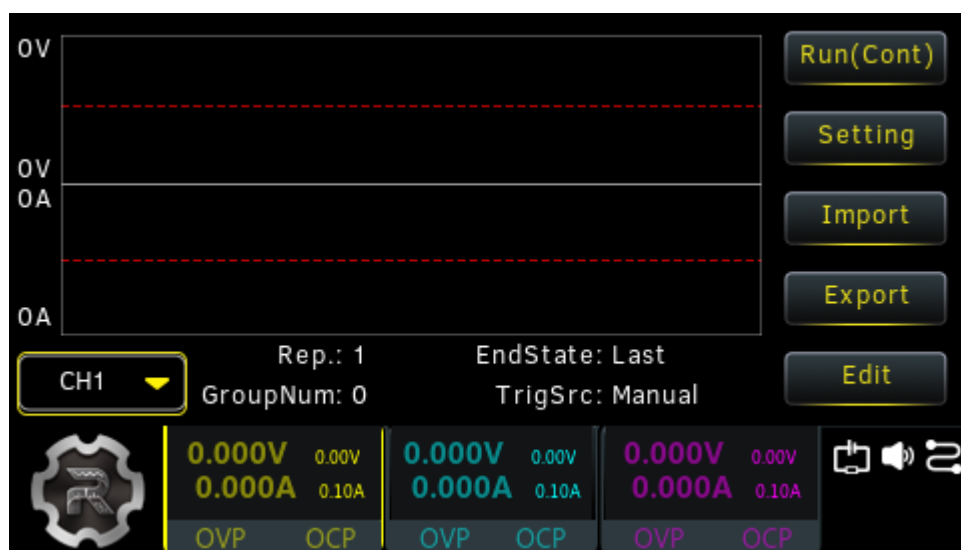 0V
Run(Cont)
Setting
0V
0A
Import
Export
0A
Rep.: 1
EndState: Last
CH1
GroupNum: 0
TrigSrc: Manual
Edit
0.000V 0.00V
0.000A 0.10A
OVP OCP
0.000V 0.00V
0.000A 0.10A
OVP OCP
0.000V 0.00V
0.000A 0.10A
OVP OCP
R